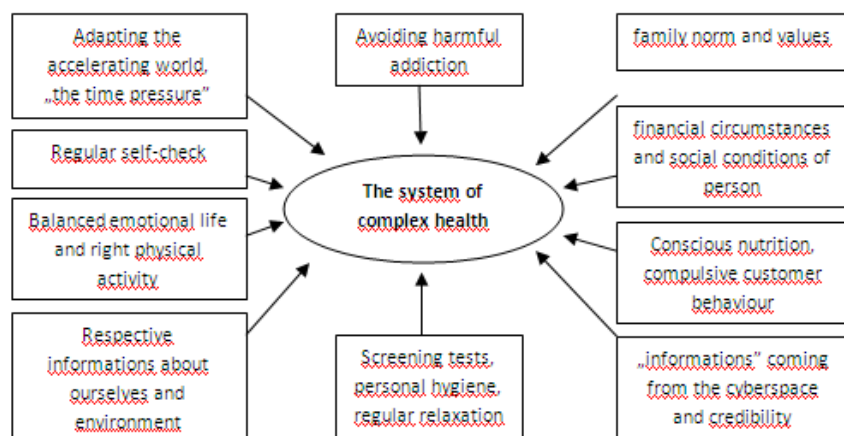 Adapting the
accelerating world,
„the time pressure”
Avoiding harmful
addiction
family norm and values
Regular self-check
financial circumstances
and social conditions of
person
The system of
complex health
Balanced emotional life
and right physical
activity
Conscious nutrition,
compulsive customer
behaviour
Respective
informations about
ourselves and
environment
Screening tests,
personal hygiene,
regular relaxation
„informations” coming
from the cyberspace
and credibility